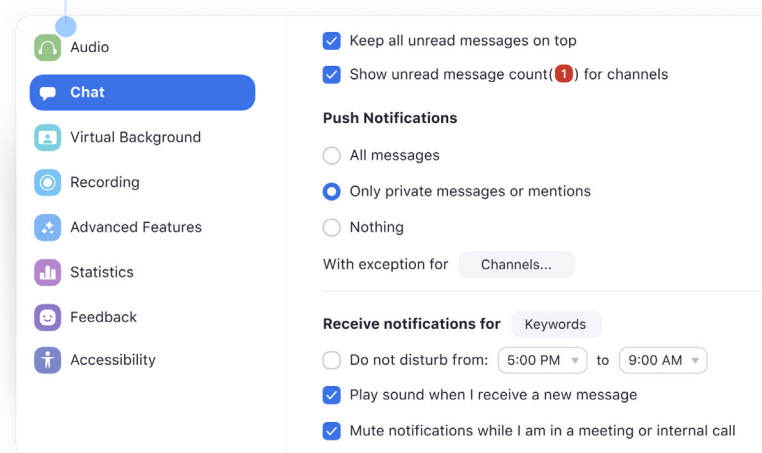 Audio
Chat
Virtual Background
Recording
Advanced Features
Statistics
Feedback
Accessibility
Keep all unread messages on top
Show unread message count(1) for channels
Push Notifications
All messages
Only private messages or mentions
Nothing
With exception for Channels...
Receive notifications for Keywords
Do not disturb from: 5:00 PM to 9:00 AM
Play sound when I receive a new message
Mute notifications while I am in a meeting or internal call